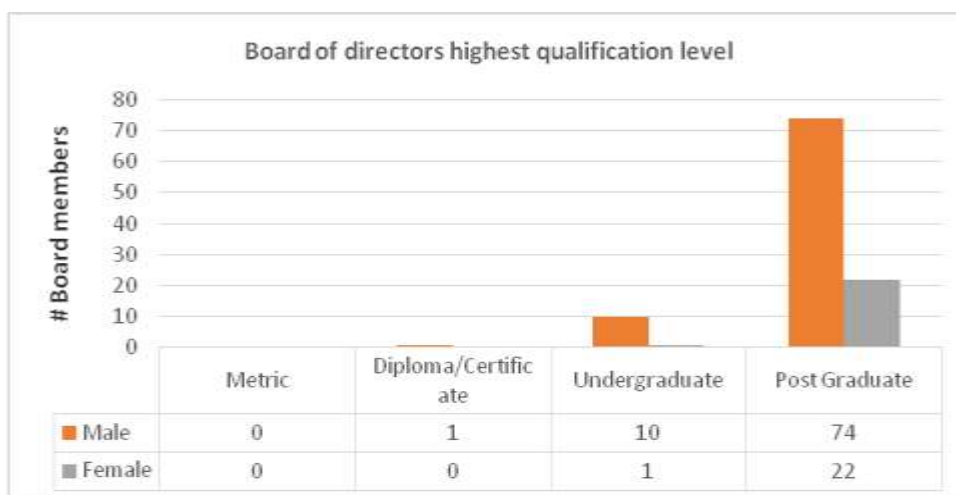 Board of directors highest qualification level
# Board members
80
70
60
50
40
30
20
10
0
Metric Diploma/Certific
ate Undergraduate Post Graduate
Male 0 1 10 74
Female 0 0 1 22